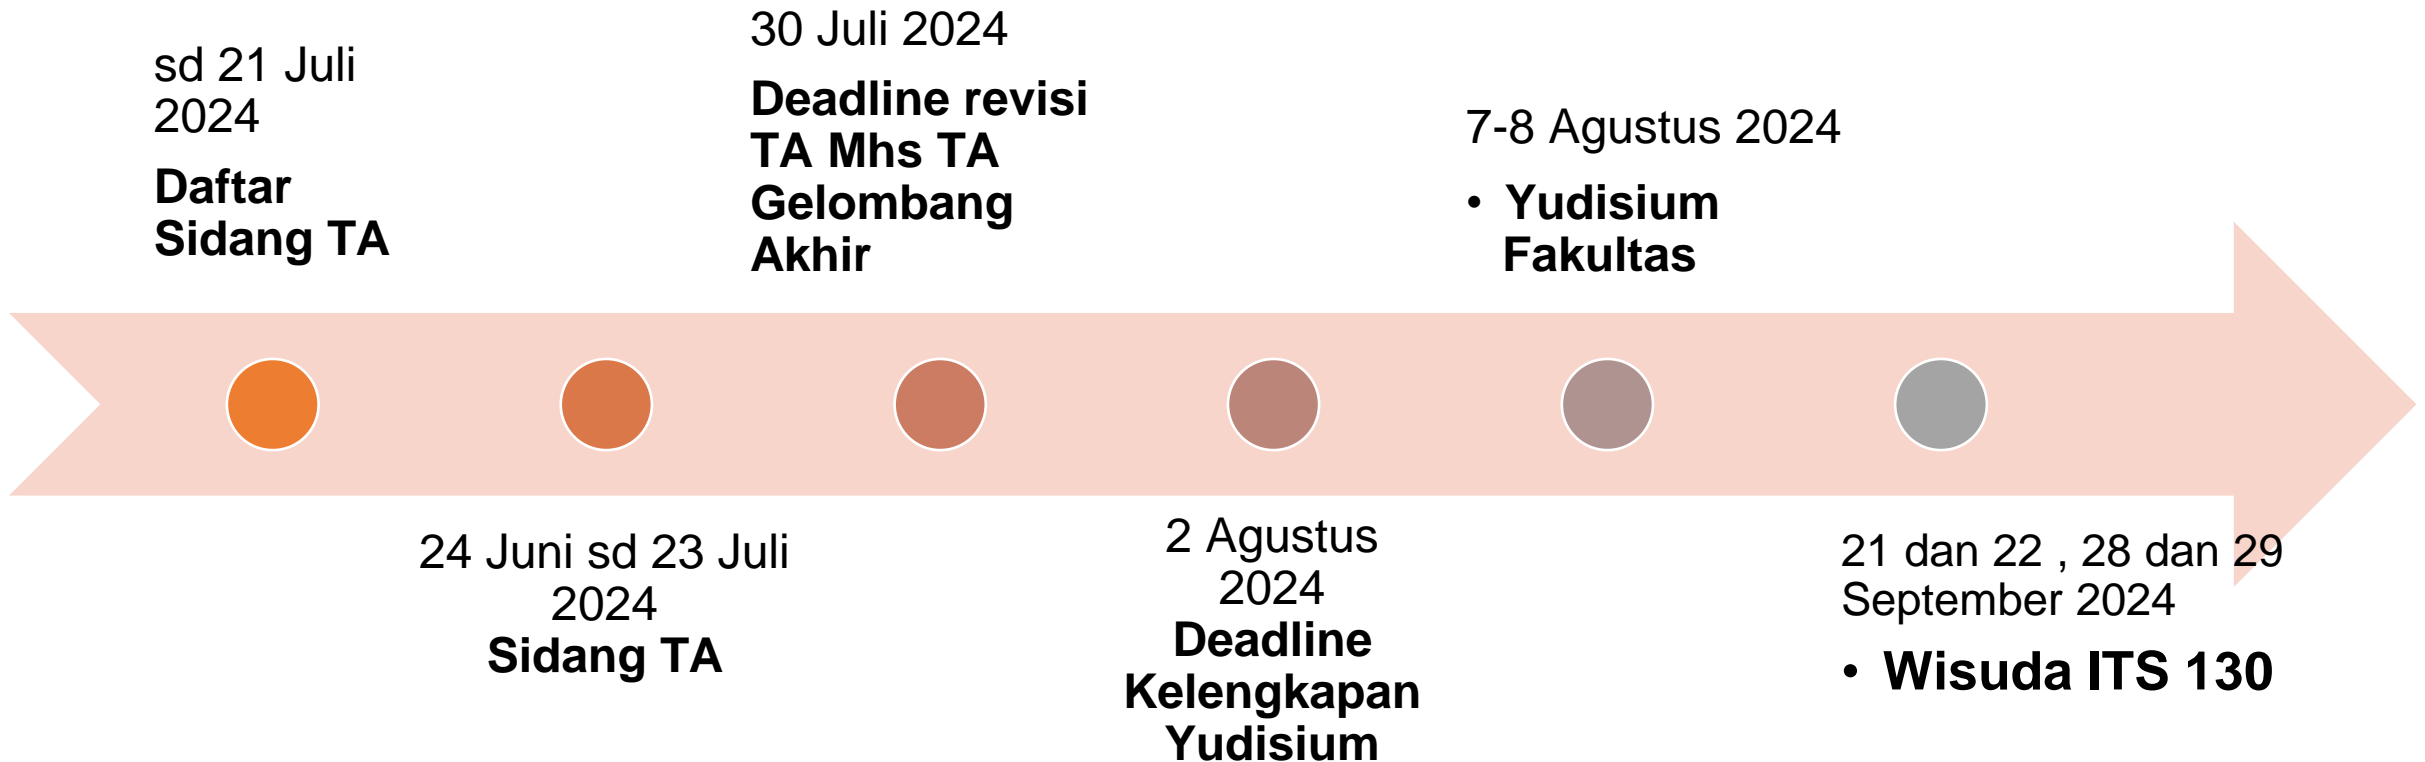 sd 21 Juli
2024
Daftar
Sidang TA
24 Juni sd 23 Juli
2024
Sidang TA
30 Juli 2024
Deadline revisi
TA Mhs TA
Gelombang
Akhir
2 Agustus
2024
Deadline
Kelengkapan
Yudisium
7-8 Agustus 2024
• Yudisium
Fakultas
21 dan 22 , 28 dan 29
September 2024
• Wisuda ITS 130